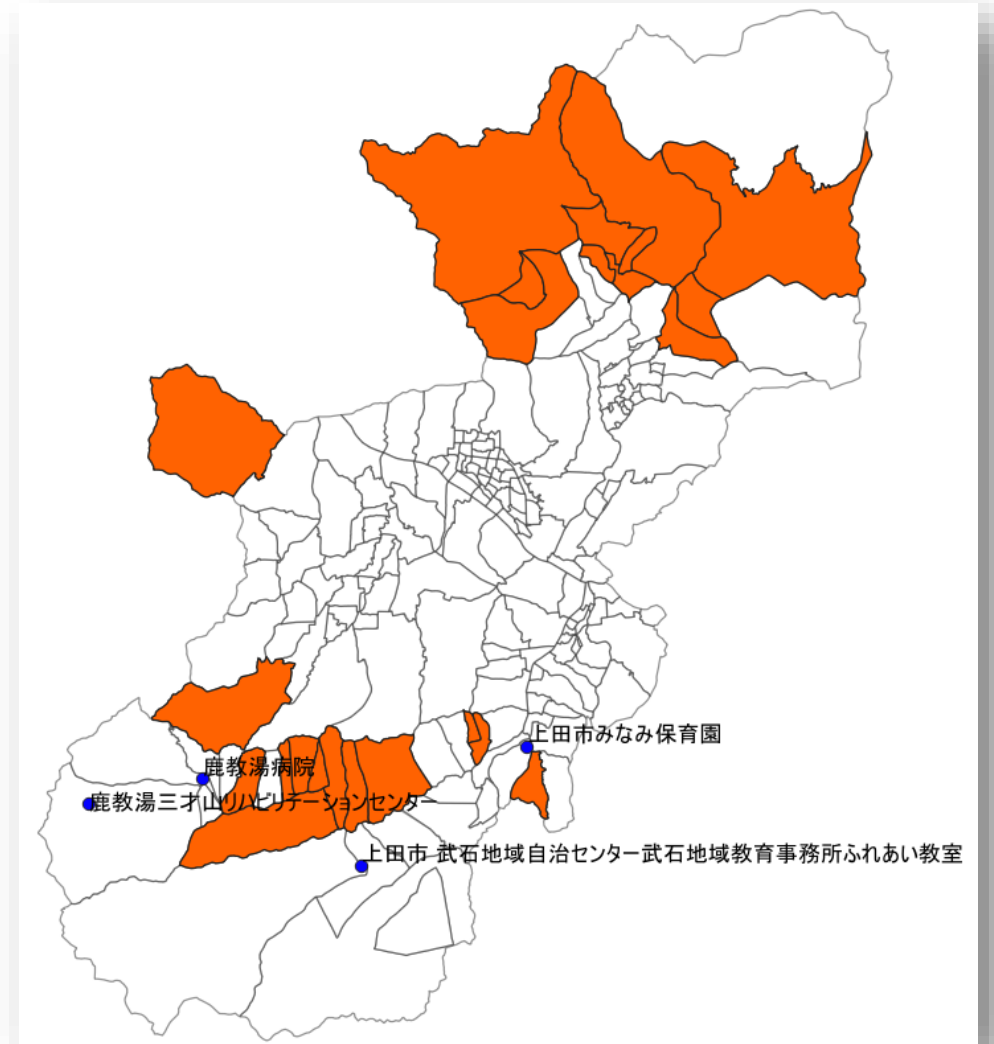 上田市みなみ保育園
鹿教湯病院
鹿教湯三才山リハビリテーションセンター
上田市 武石地域自治センター武石地域教育事務所ふれあい教室